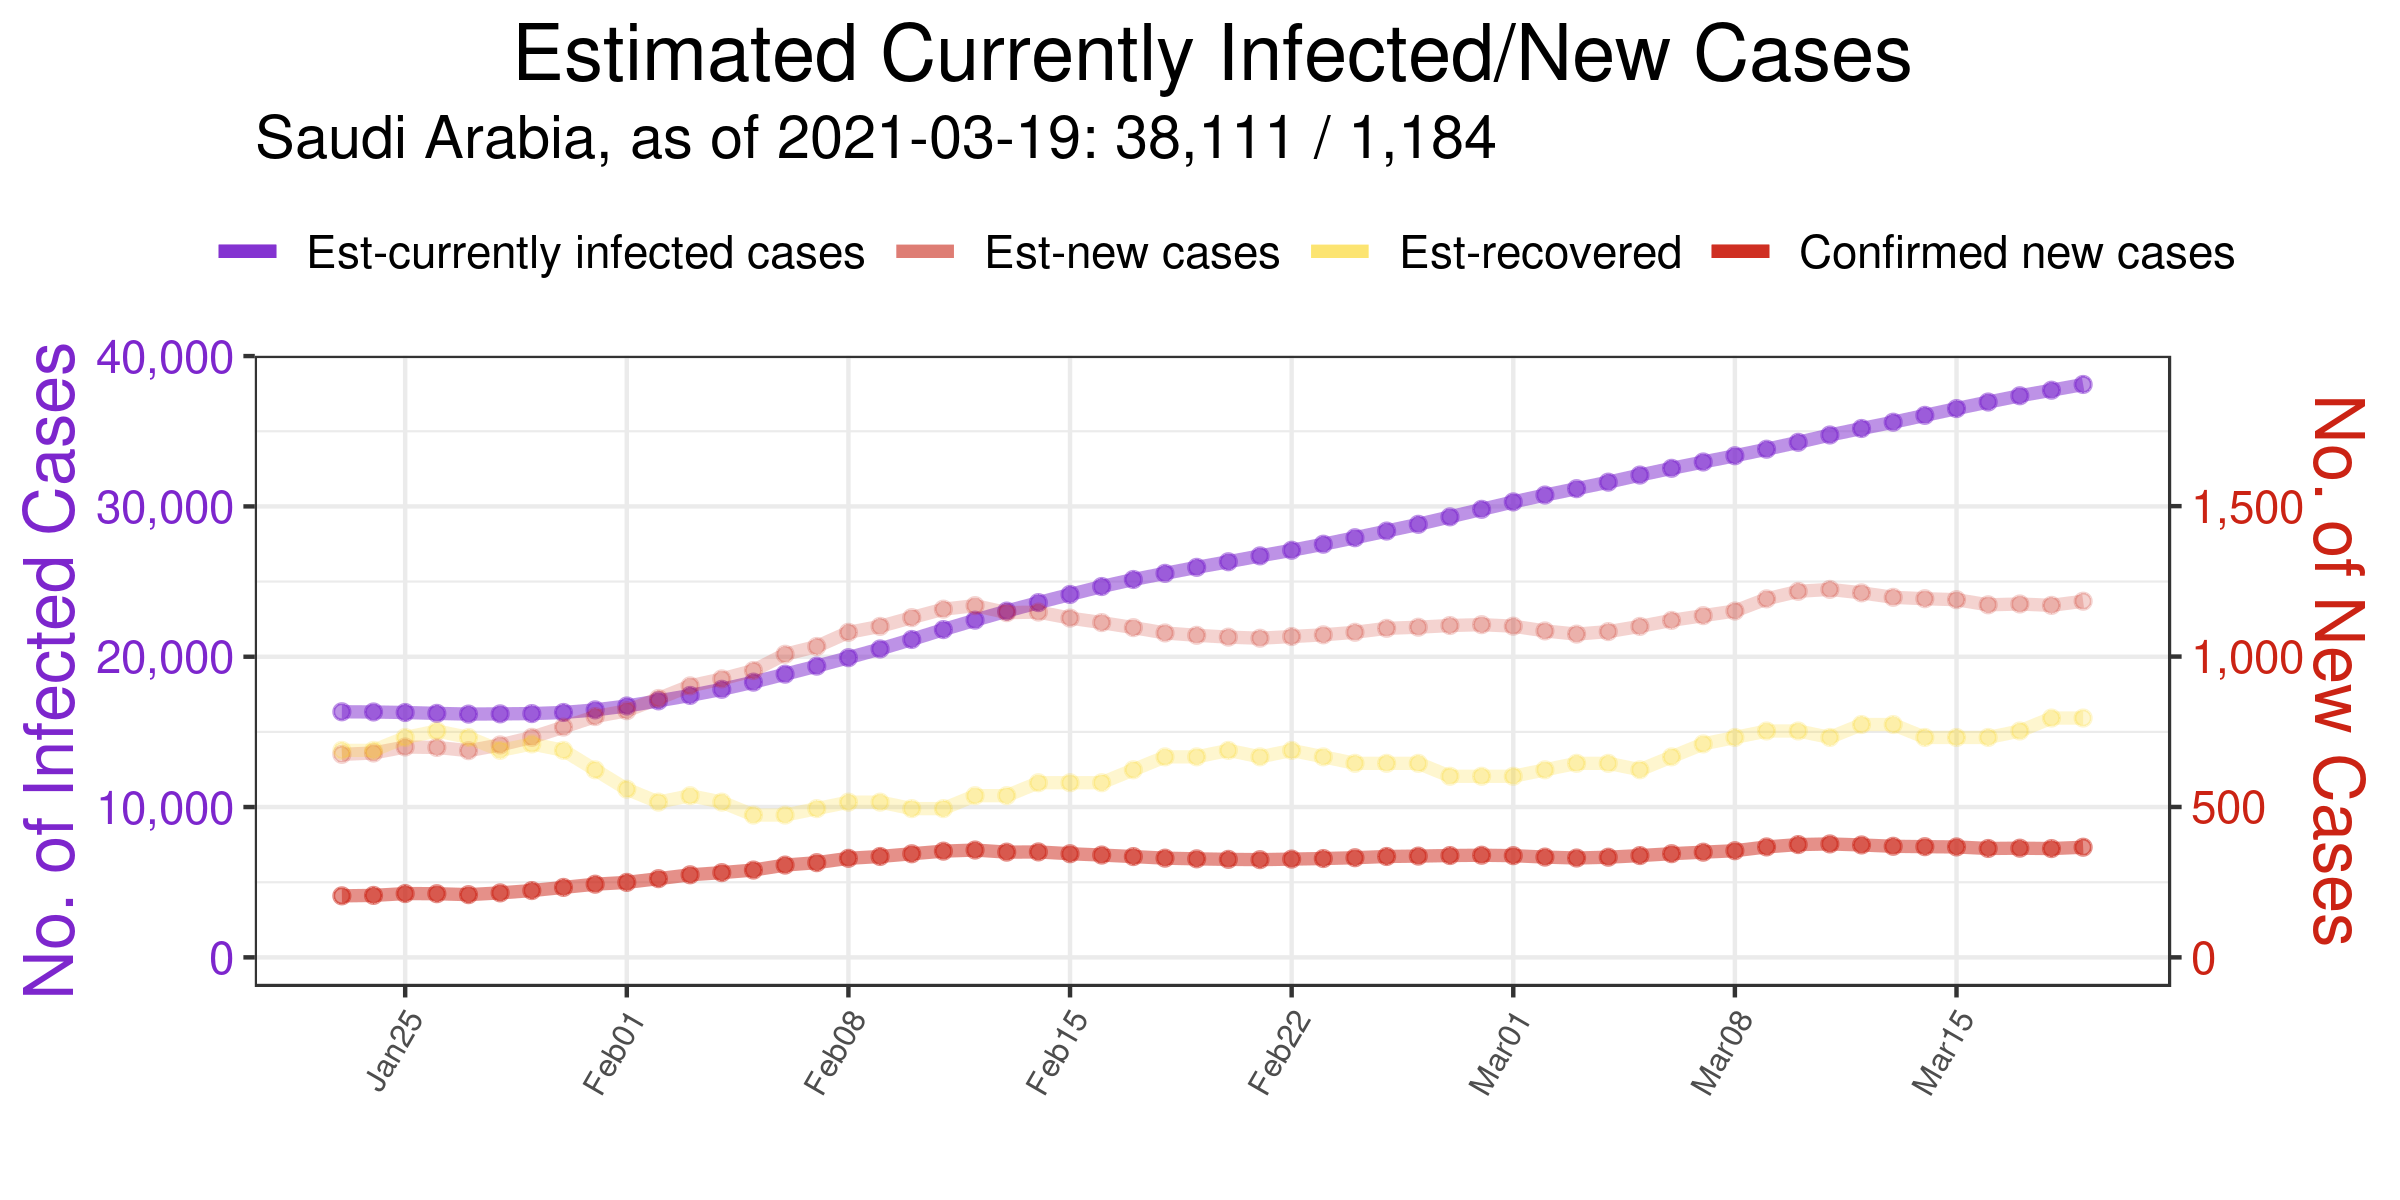 Estimated Currently Infected/New Cases
Saudi Arabia, as of 2021-03-19: 38,111 / 1,184
Est-currently infected cases Est-new cases Est-recovered Confirmed new cases
No. of Infected Cases
40,000
30,000
20,000
10,000
0
1,500
1,000
500
0
No. of New Cases
Jan25 Feb01 Feb08 Feb15 Feb22 Mar01 Mar08 Mar15